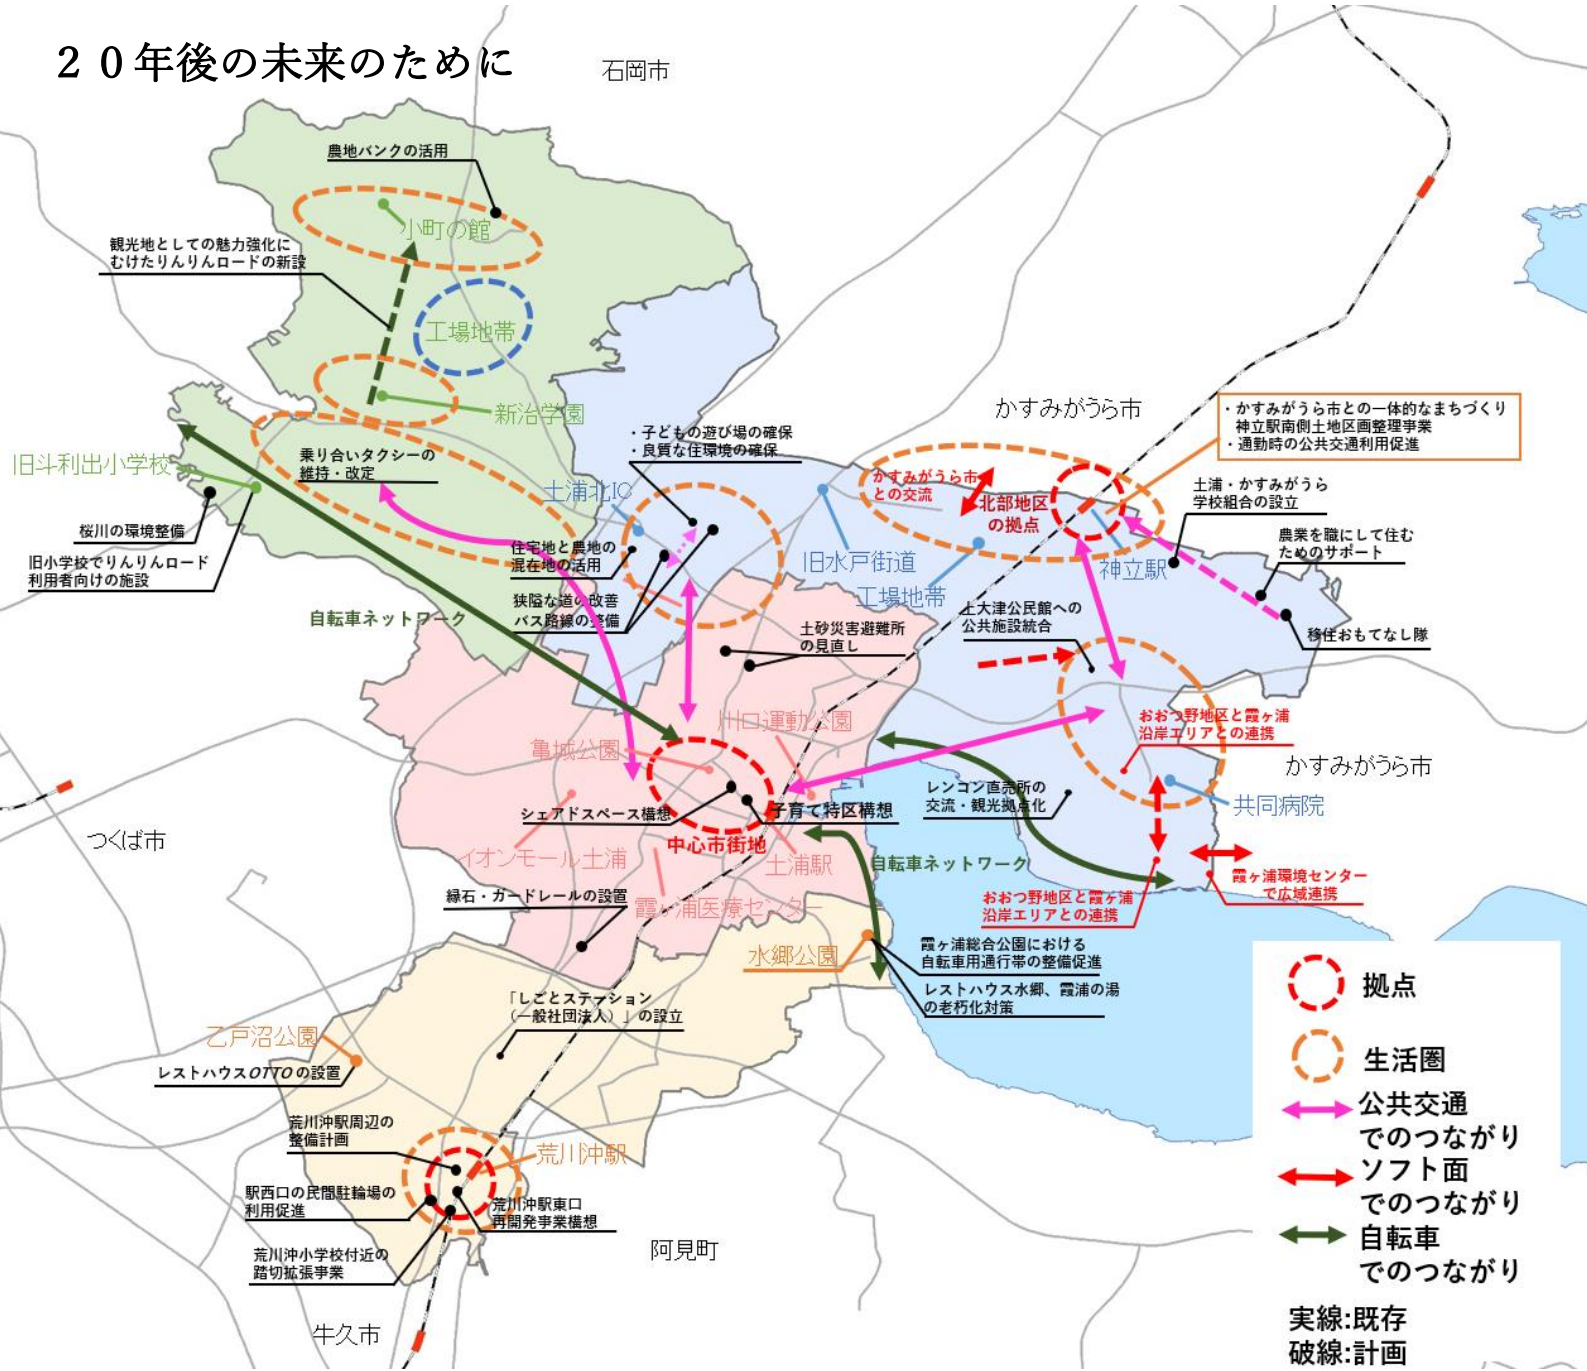 ２０年後の未来のために
石岡市
農地バンクの活用
小町の館
観光地としての魅力強化に
むけたりんりんロードの新設
工場地帯
新治学園
かすみがうら市
・かすみがうら市との一体的なまちづくり
神立駅南側土地区画整理事業
・通勤時の公共交通利用促進
・子どもの遊び場の確保
・良質な住環境の確保
旧斗利出小学校
乗り合いタクシーの
維持・改定
土浦北IC
かすみがうら市
との交流
北部地区
の拠点
土浦・かすみがうら
学校組合の設立
桜川の環境整備
旧小学校でりんりんロード
利用者向けの施設
住宅地と農地の
混在地の活用
旧水戸街道
工場地帯
神立駅
農業を職にして住む
ためのサポート
狭隘な道の改善
バス路線の整備
自転車ネットワーク
土砂災害避難所
の見直し
上大津公民館への
公共施設統合
移住おもてなし隊
川口運動公園
亀城公園
おおつ野地区と霞ヶ浦
沿岸エリアとの連携
かすみがうら市
つくば市
シェアドスペース構想
子育て特区構想
レンコン直売所の
交流・観光拠点化
共同病院
中心市街地
イオンモール土浦
土浦駅
自転車ネットワーク
縁石・ガードレールの設置
霞ヶ浦医療センター
おおつ野地区と霞ヶ浦
沿岸エリアとの連携
霞ヶ浦環境センター
で広域連携
水郷公園
霞ヶ浦総合公園における
自転車用通行帯の整備促進
レストハウス水郷、霞浦の湯
の老朽化対策
「しごとステーション
（一般社団法人）」の設立
乙戸沼公園
レストハウスOTTOの設置
荒川沖駅周辺の
整備計画
荒川沖駅
駅西口の民間駐輪場の
利用促進
荒川沖駅東口
再開発事業構想
荒川沖小学校付近の
踏切拡張事業
阿見町
牛久市
拠点
生活圏
公共交通
でのつながり
ソフト面
でのつながり
自転車
でのつながり
実線:既存
破線:計画